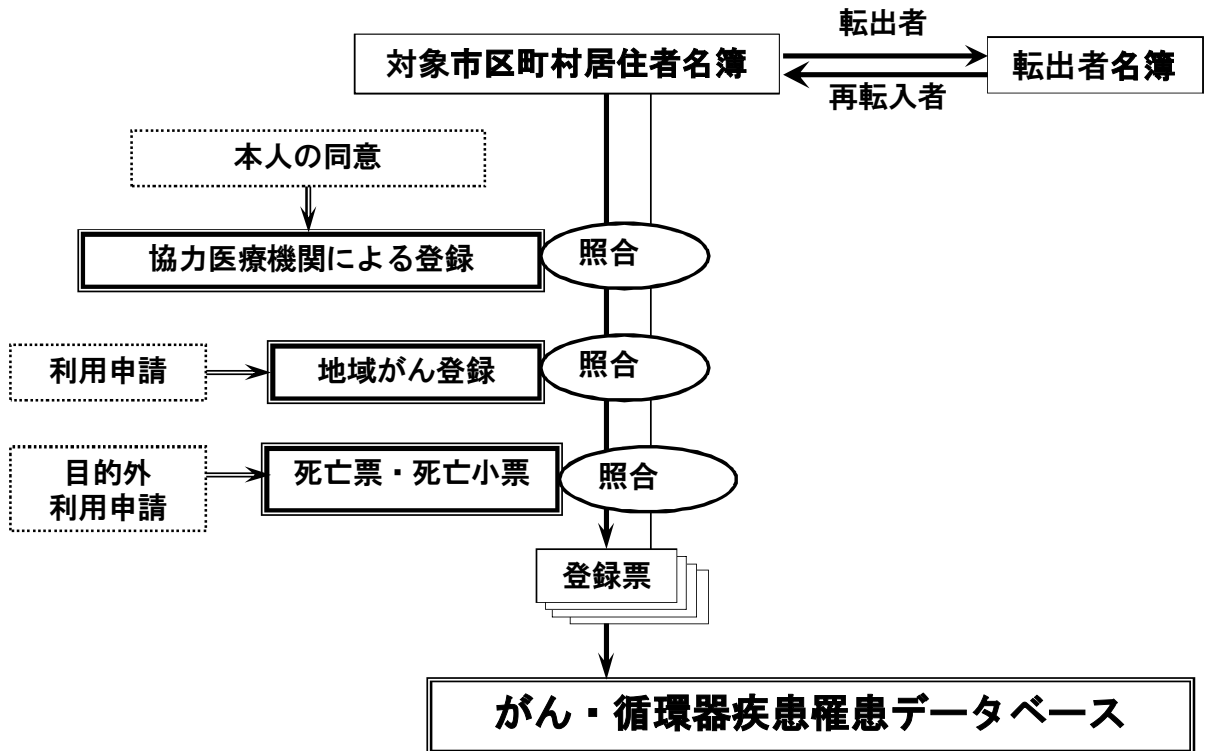 転出者
対象市区町村居住者名簿
転出者名簿
再転入者
本人の同意
協力医療機関による登録
照合
利用申請
地域がん登録
照合
目的外
利用申請
死亡票・死亡小票
照合
登録票
がん・循環器疾患罹患データベース